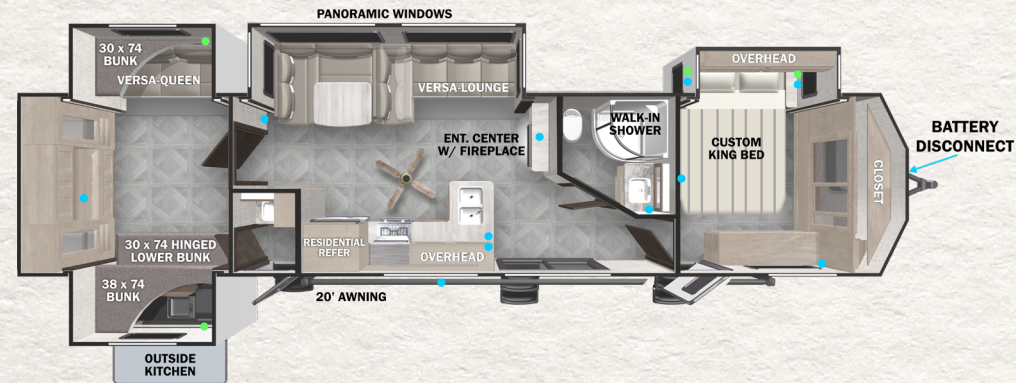 PANORAMIC WINDOWS
30 x 74
BUNK
VERSA-QUEEN
VERSA-LOUNGE
OVERHEAD
WALK-IN
SHOWER
ENT. CENTER
W/ FIREPLACE
CUSTOM
KING BED
CLOSET
BATTERY
DISCONNECT
30 x 74 HINGED
LOWER BUNK
RESIDENTIAL
REFER
OVERHEAD
38 x 74
BUNK
20' AWNING
OUTSIDE
KITCHEN